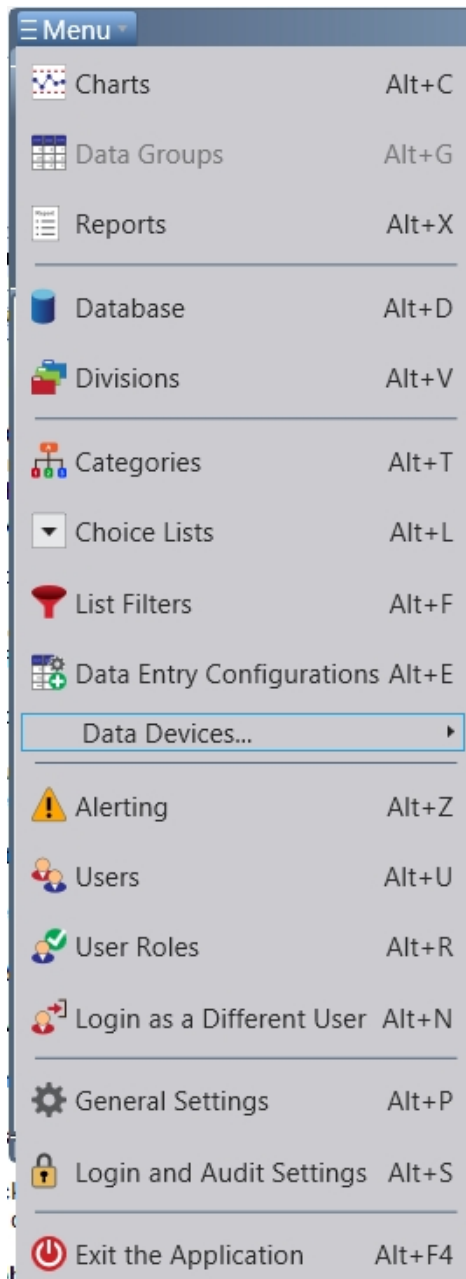 Menu
Charts Alt+C
Data Groups Alt+G
Reports Alt+X
Database Alt+D
Divisions Alt+V
Categories Alt+T
Choice Lists Alt+L
List Filters Alt+F
Data Entry Configurations Alt+E
Data Devices...
Alerting Alt+Z
Users Alt+U
User Roles Alt+R
Login as a Different User Alt+N
General Settings Alt+P
Login and Audit Settings Alt+S
Exit the Application Alt+F4